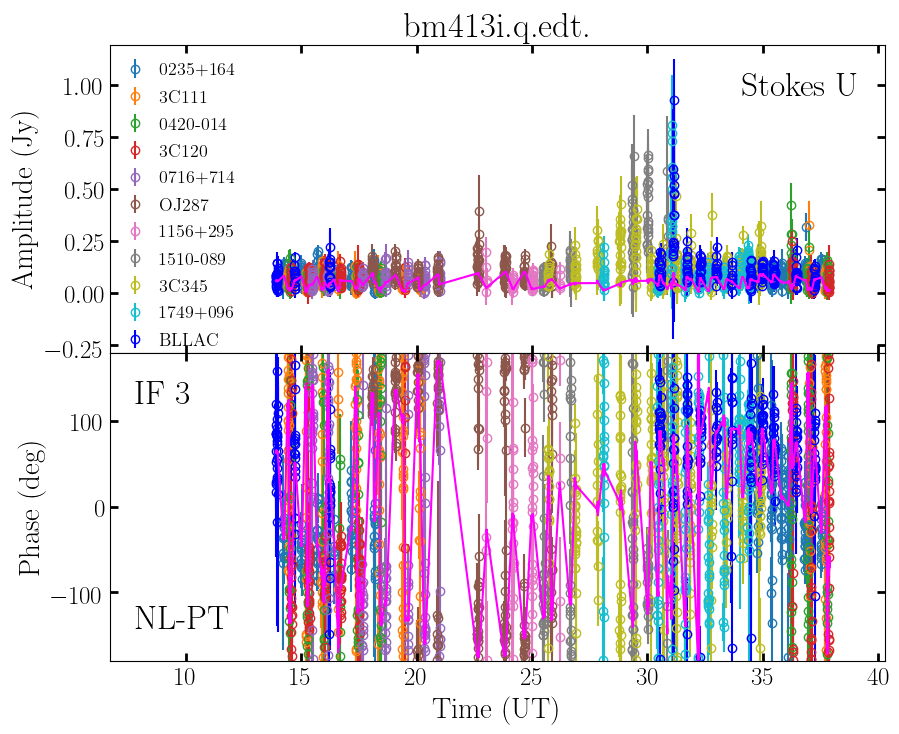 bm413i.q.edt.
Stokes U
Amplitude (Jy)
1.00
0.75
0.50
0.25
0.00
−0.25
0235+164
3C111
0420-014
3C120
0716+714
OJ287
1156+295
1510-089
3C345
1749+096
BLLAC
IF 3
NL-PT
Phase (deg)
100
0
−100
10 15 20 25 30 35 40
Time (UT)